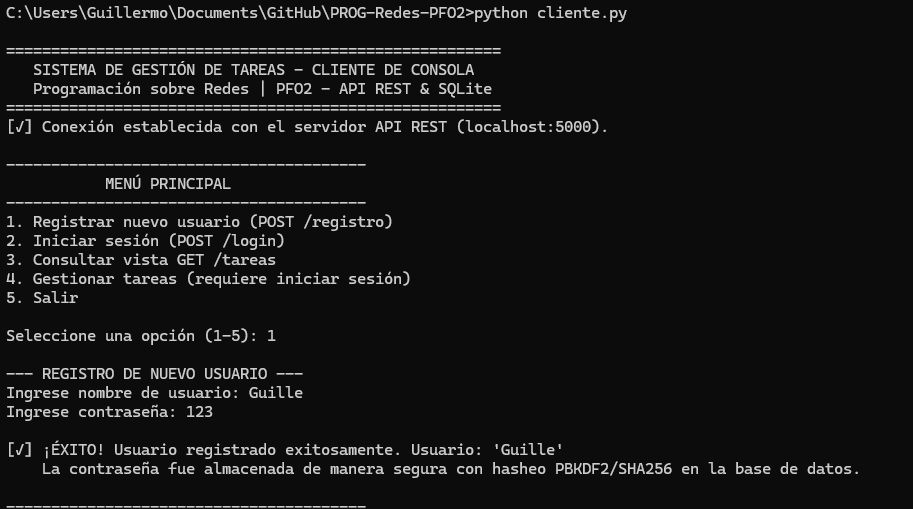 C:\Users\Guillermo\Documents\GitHub\PROG-Redes-PFO2>python cliente.py
=======================================================
SISTEMA DE GESTIÓN DE TAREAS - CLIENTE DE CONSOLA
Programación sobre Redes | PFO2 - API REST & SQLite
=======================================================
[√] Conexión establecida con el servidor API REST (localhost:5000).
----------------------------------------
MENÚ PRINCIPAL
----------------------------------------
1. Registrar nuevo usuario (POST /registro)
2. Iniciar sesión (POST /login)
3. Consultar vista GET /tareas
4. Gestionar tareas (requiere iniciar sesión)
5. Salir
Seleccione una opción (1-5): 1
--- REGISTRO DE NUEVO USUARIO ---
Ingrese nombre de usuario: Guille
Ingrese contraseña: 123
[√] ¡ÉXITO! Usuario registrado exitosamente. Usuario: 'Guille'
La contraseña fue almacenada de manera segura con hasheo PBKDF2/SHA256 en la base de datos.
========================================